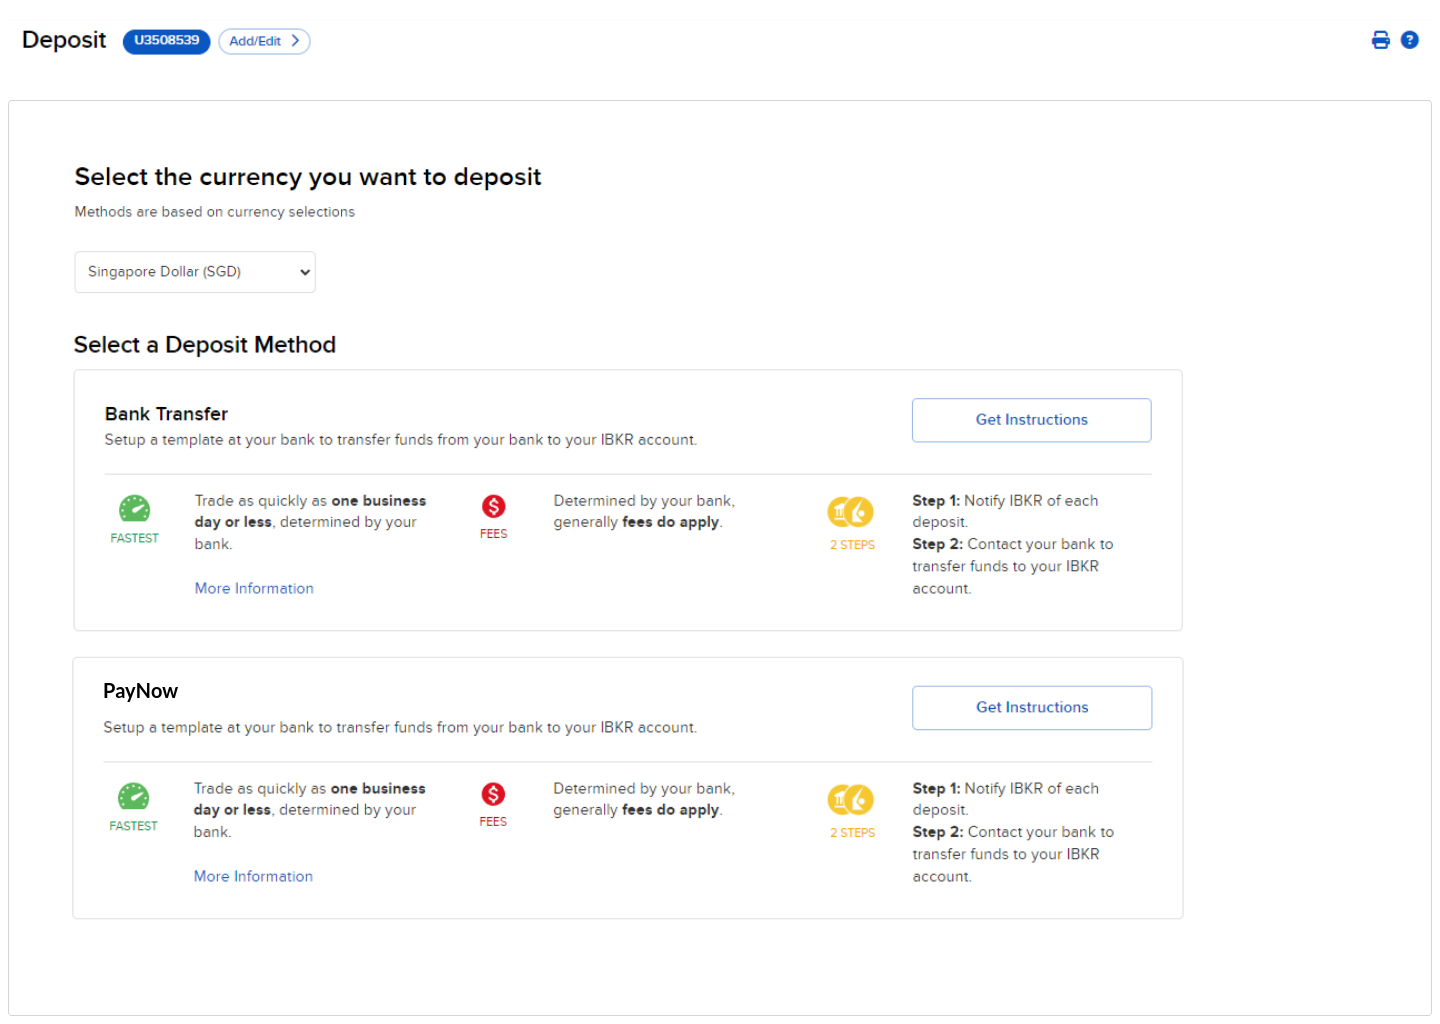 Deposit U3508539 Add/Edit
Select the currency you want to deposit
Methods are based on currency selections
Singapore Dollar (SGD)
Select a Deposit Method
Bank Transfer
Setup a template at your bank to transfer funds from your bank to your IBKR account.
Get Instructions
FASTEST
Trade as quickly as one business
day or less, determined by your
bank.
More Information
FEES
Determined by your bank,
generally fees do apply.
2 STEPS
Step 1: Notify IBKR of each
deposit.
Step 2: Contact your bank to
transfer funds to your IBKR
account.
PayNow
Setup a template at your bank to transfer funds from your bank to your IBKR account.
Get Instructions
FASTEST
Trade as quickly as one business
day or less, determined by your
bank.
More Information
FEES
Determined by your bank,
generally fees do apply.
2 STEPS
Step 1: Notify IBKR of each
deposit.
Step 2: Contact your bank to
transfer funds to your IBKR
account.